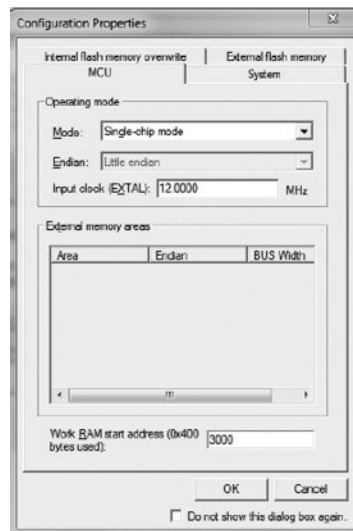 Configuration Properties
Internal flash memory overwrite External flash memory
MCU System
Operating mode
Mode: Single-chip mode
Endian: Little endian
Input clock (EXTAL): 12.0000 MHz
External memory areas
Area Endian BUS Width
Work RAM start address (0x400
bytes used): 3000
OK Cancel
Do not show this dialog box again.